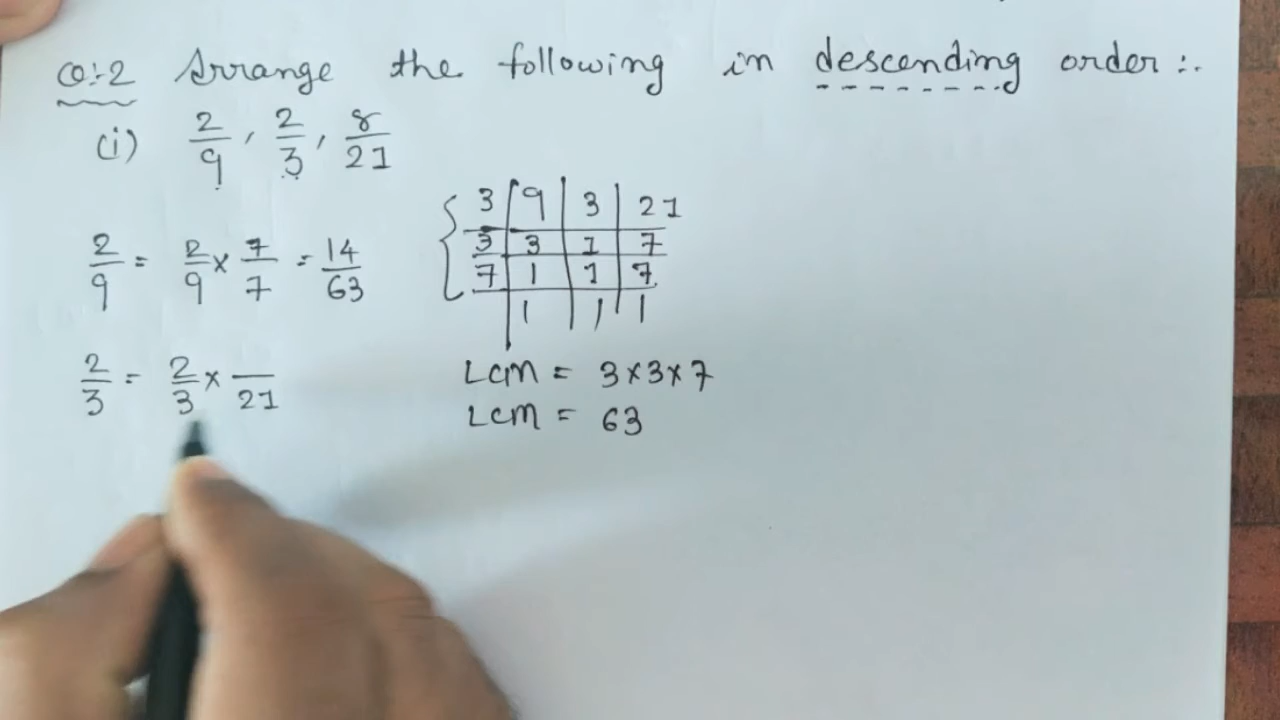 Q:-2 Arrange the following in descending order :-
(i) 2/9, 2/3, 8/21
3 | 9 | 3 | 21
3 | 3 | 1 | 7
7 | 1 | 1 | 7
| 1 | 1 | 1
2/9 = 2/9 × 7/7 = 14/63
2/3 = 2/3 × /21
LCM = 3×3×7
LCM = 63